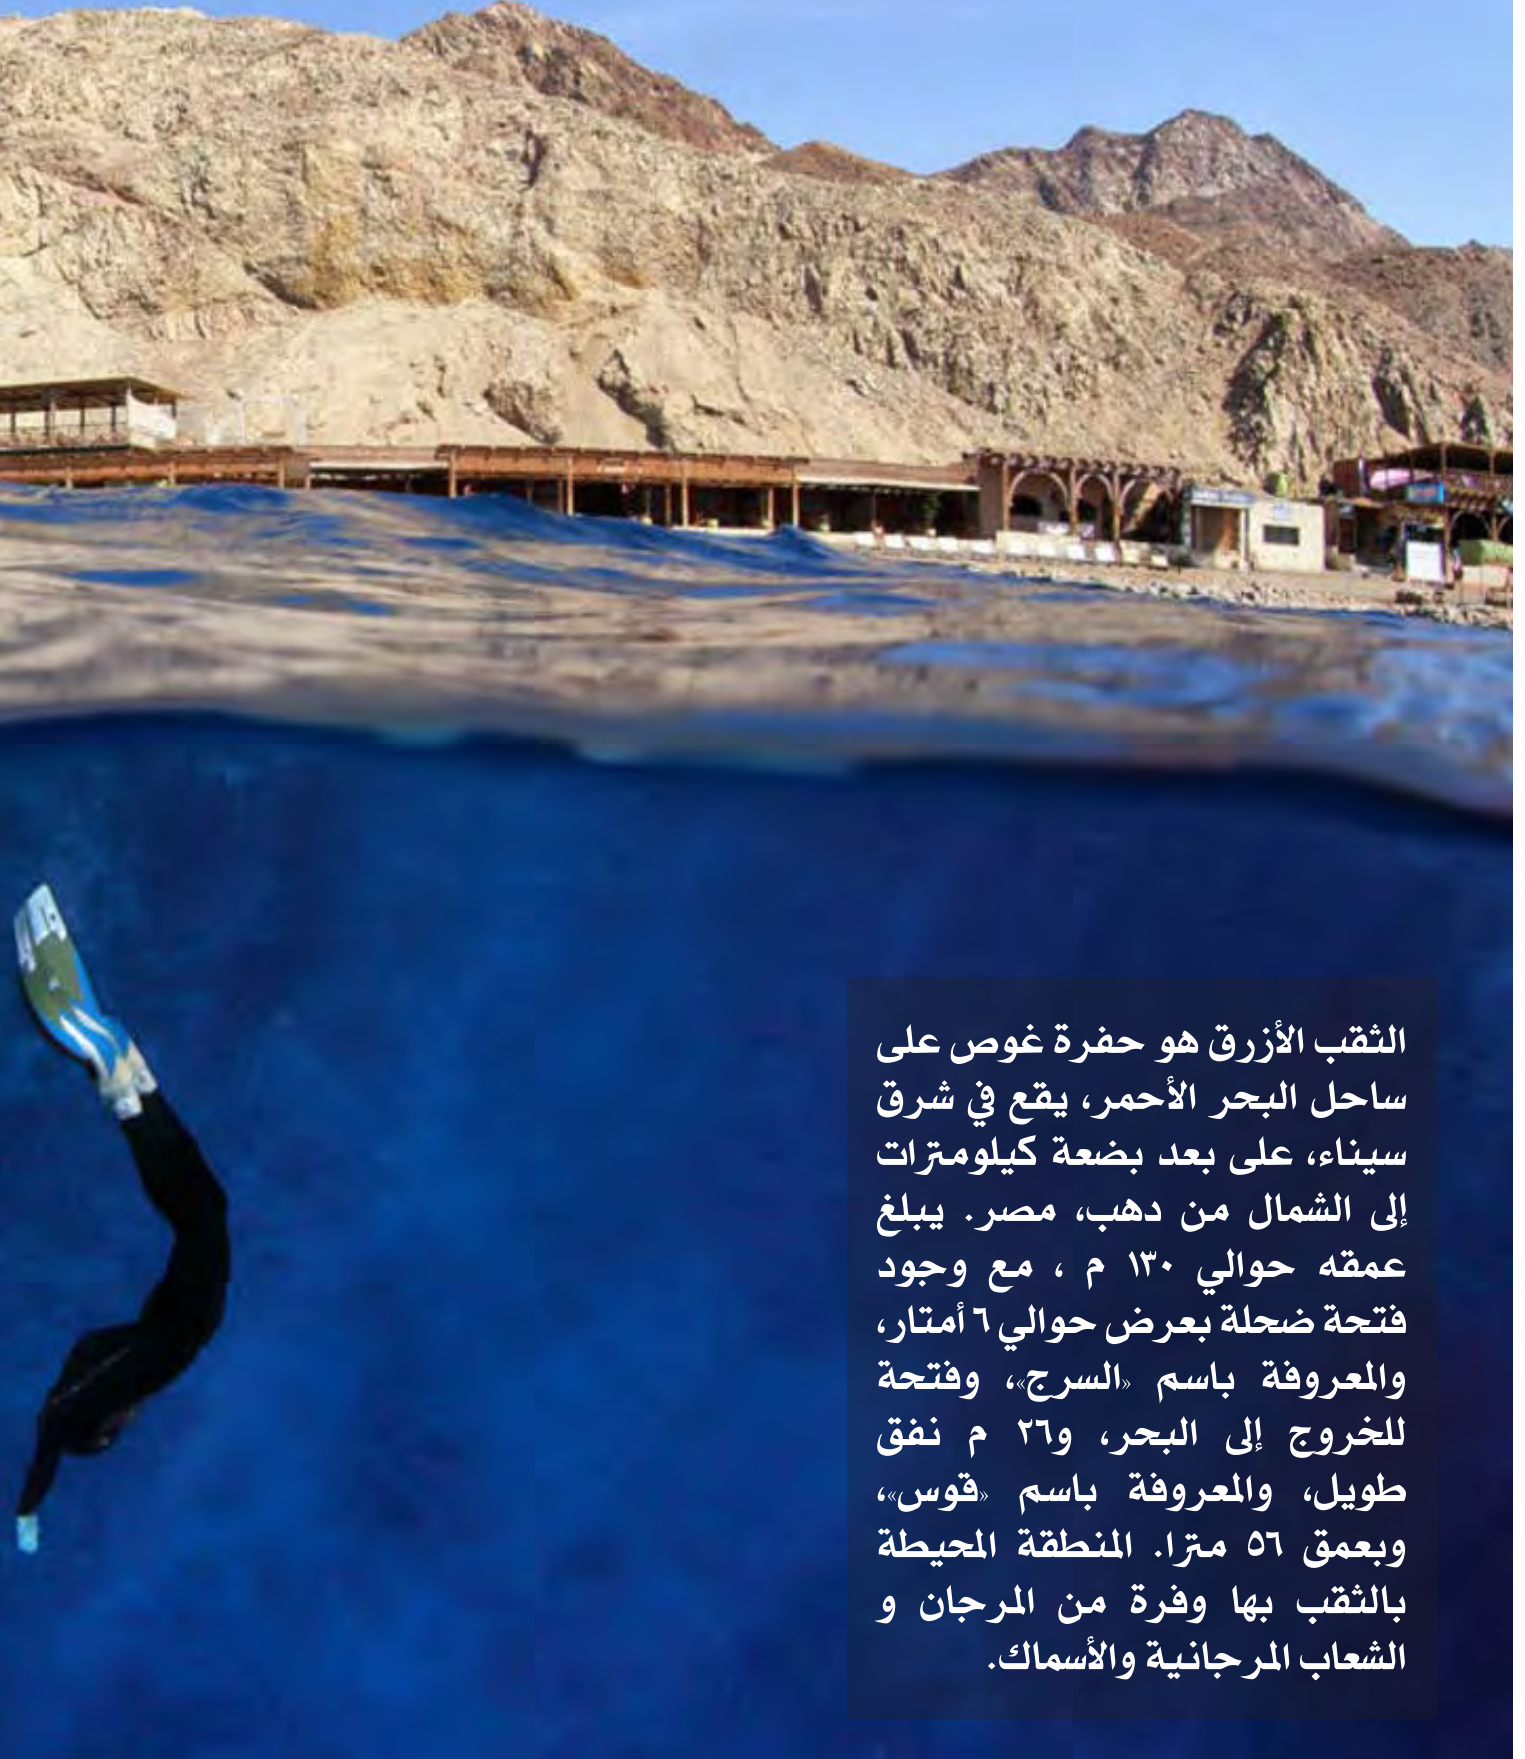 الثقب الأزرق هو حفرة غوص على
ساحل البحر الأحمر، يقع في شرق
سيناء، على بعد بضعة كيلومترات
إلى الشمال من دهب، مصر. يبلغ
عمقه حوالي ١٣٠ م ، مع وجود
فتحة ضحلة بعرض حوالي ٦ أمتار،
والمعروفة باسم «السرج»، وفتحة
للخروج إلى البحر، و٢٦ م نفق
طويل، والمعروفة باسم «قوس»،
وبعمق ٥٦ مترا. المنطقة المحيطة
بالثقب بها وفرة من المرجان و
الشعاب المرجانية والأسماك.